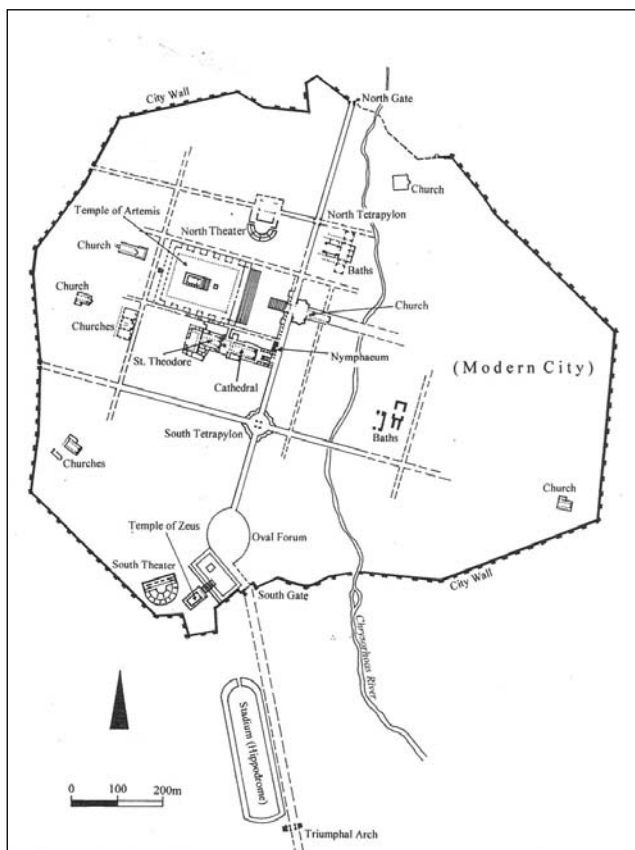 City Wall
North Gate
Church
Temple of Artemis
North Theater
North Tetrapylon
Church
Baths
Church
Church
Churches
St. Theodore
Nymphaeum
Cathedral
(Modern City)
South Tetrapylon
Baths
Churches
Church
Temple of Zeus
Oval Forum
South Theater
City Wall
South Gate
Chrysorhoas River
Stadium (Hippodrome)
0 100 200m
Triumphal Arch